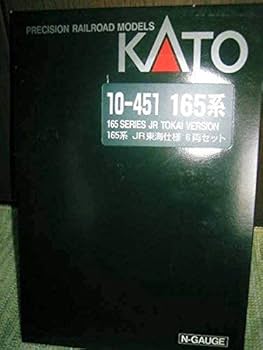 PRECISION RAILROAD MODELS
KATO
10-451 165系
165 SERIES JR TOKAI VERSION
165系 JR東海仕様 6両セット
N-GAUGE